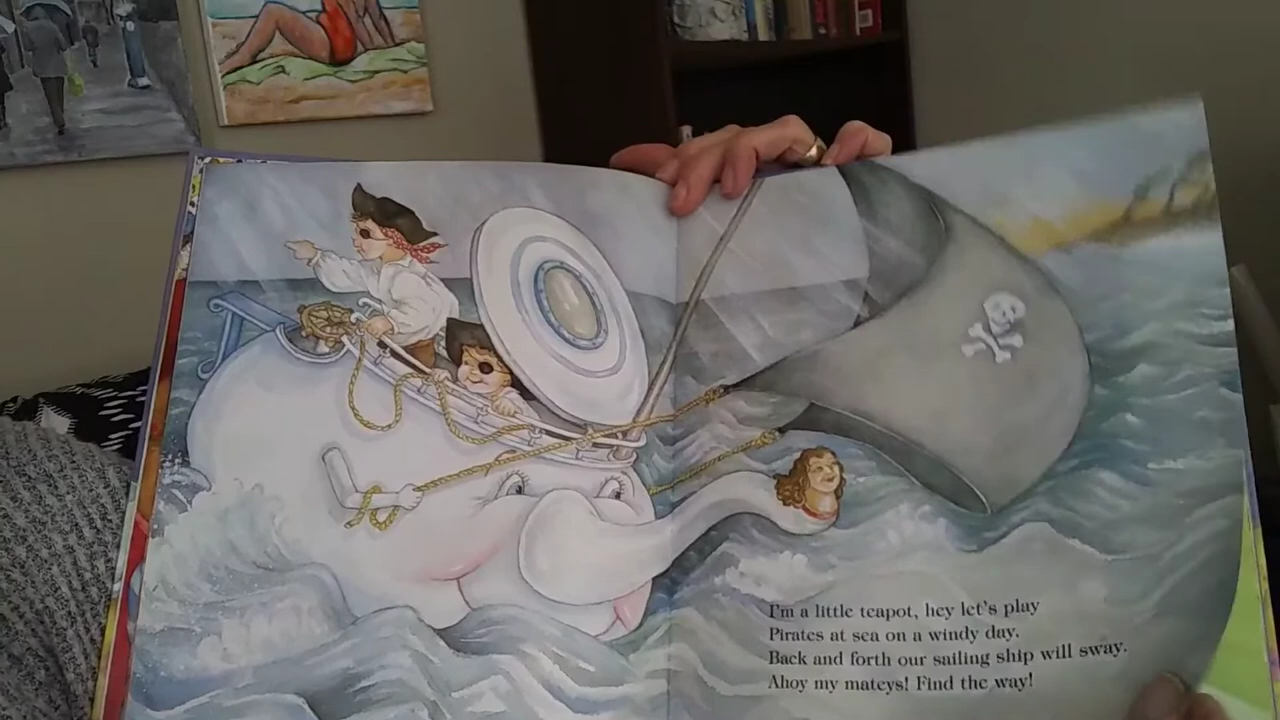 I'm a little teapot, hey let's play
Pirates at sea on a windy day.
Back and forth our sailing ship will sway.
Ahoy my mateys! Find the way!